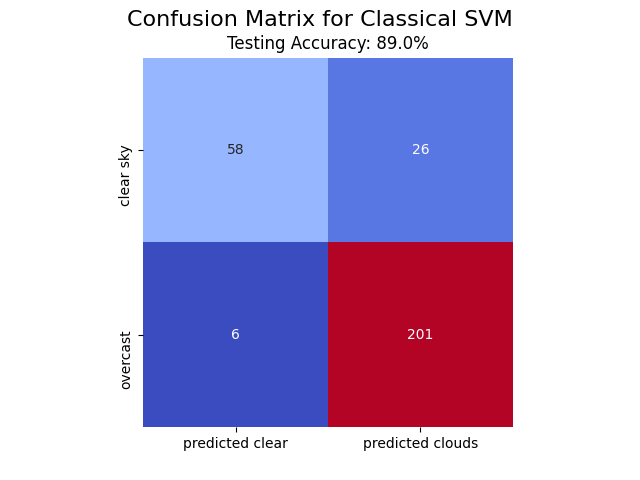 Confusion Matrix for Classical SVM
Testing Accuracy: 89.0%
clear sky
58
26
overcast
6
201
predicted clear
predicted clouds